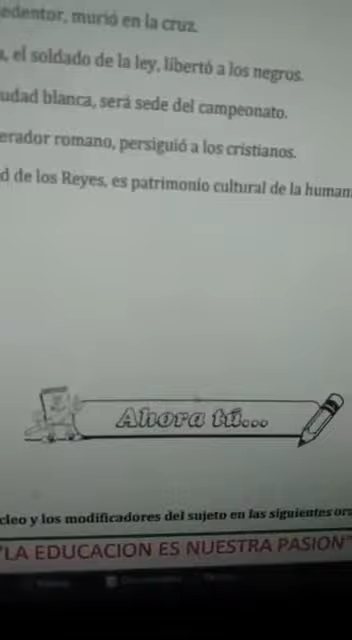 edentor, murió en la cruz.
, el soldado de la ley, libertó a los negros.
udad blanca, será sede del campeonato.
erador romano, persiguió a los cristianos.
d de los Reyes, es patrimonio cultural de la human
Ahora tú...
cleo y los modificadores del sujeto en las siguientes ora
"LA EDUCACION ES NUESTRA PASION"